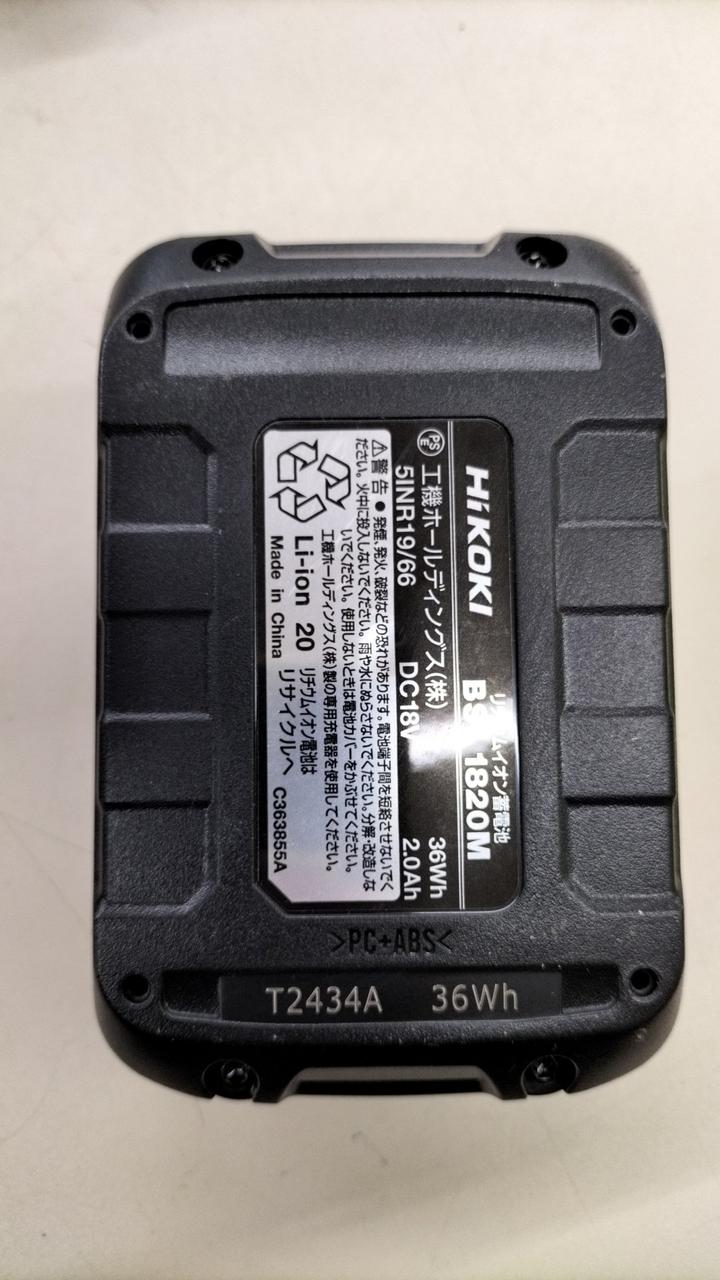 HiKOKI
リチウムイオン蓄電池
BSL 1820M
PSE 工機ホールディングス(株) 36Wh
5INR19/66 DC18V 2.0Ah
⚠警告 ● 発煙、発火、破裂などの恐れがあります。電池端子間を短絡させないでく
ださい。火中に投入しないでください。雨や水にぬらさないでください。分解・改造しな
いでください。使用しないときは電池カバーをかぶせてください。
工機ホールディングス(株)製の専用充電器を使用してください。
Li-ion 20 リチウムイオン電池は
Made in China リサイクルへ C363855A
>PC+ABS<
T2434A 36Wh